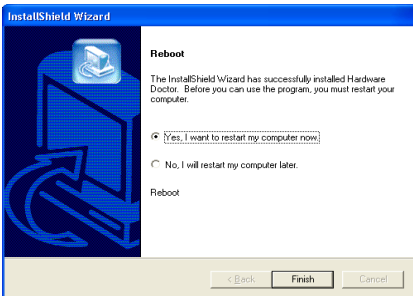 InstallShield Wizard
Reboot
The InstallShield Wizard has successfully installed Hardware
Doctor. Before you can use the program, you must restart your
computer.
Yes, I want to restart my computer now.
No, I will restart my computer later.
Reboot
< Back
Finish
Cancel